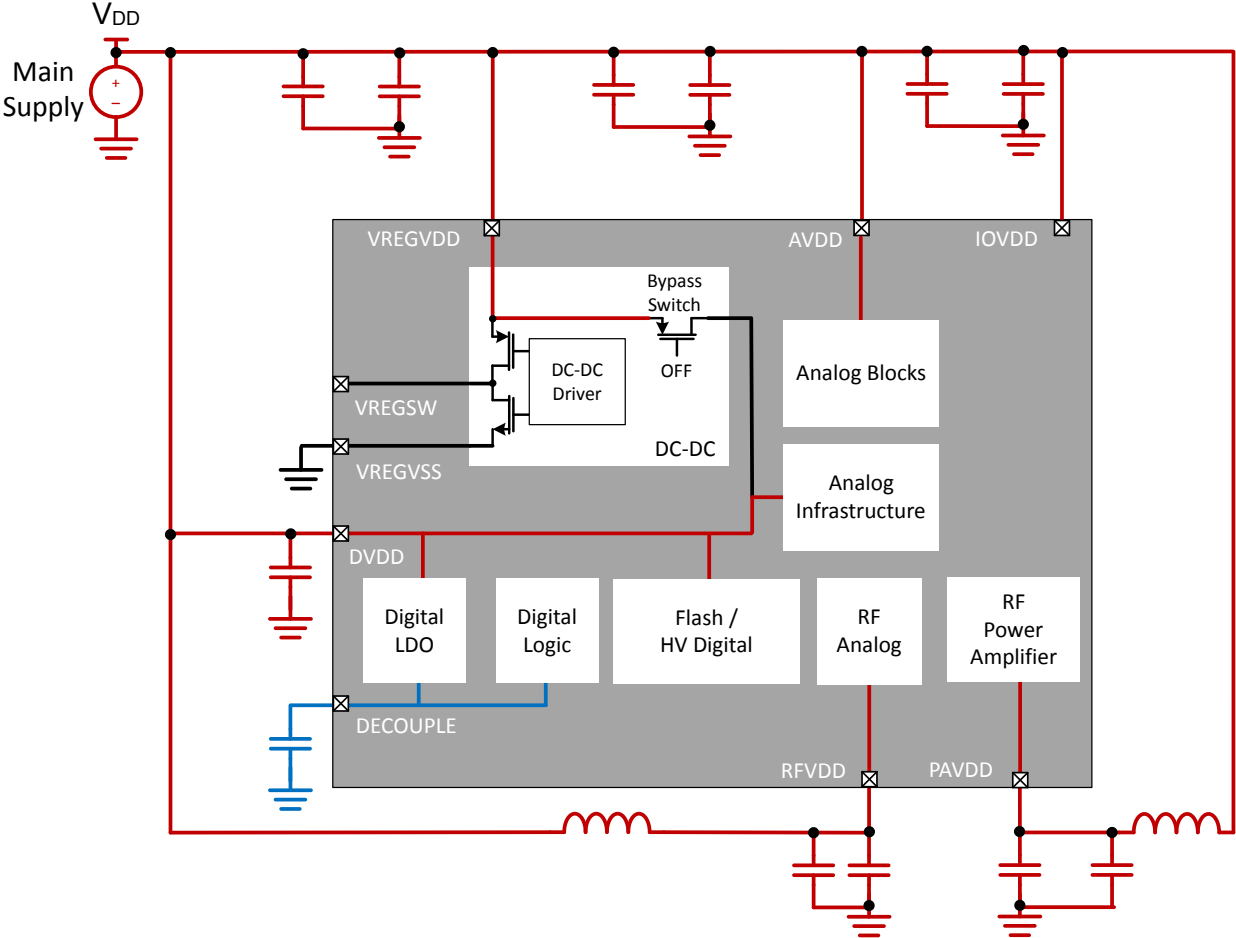 VDD
Main
Supply
+
−
VREGVDD
AVDD
IOVDD
Bypass
Switch
OFF
DC-DC
Driver
DC-DC
Analog Blocks
VREGSW
VREGVSS
Analog
Infrastructure
DVDD
Digital
LDO
Digital
Logic
Flash /
HV Digital
RF
Analog
RF
Power
Amplifier
DECOUPLE
RFVDD
PAVDD